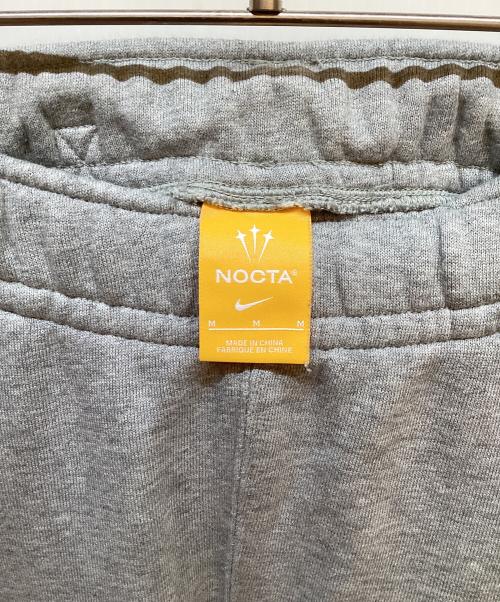 NOCTA®
M M M
MADE IN CHINA
FABRIQUÉ EN CHINE